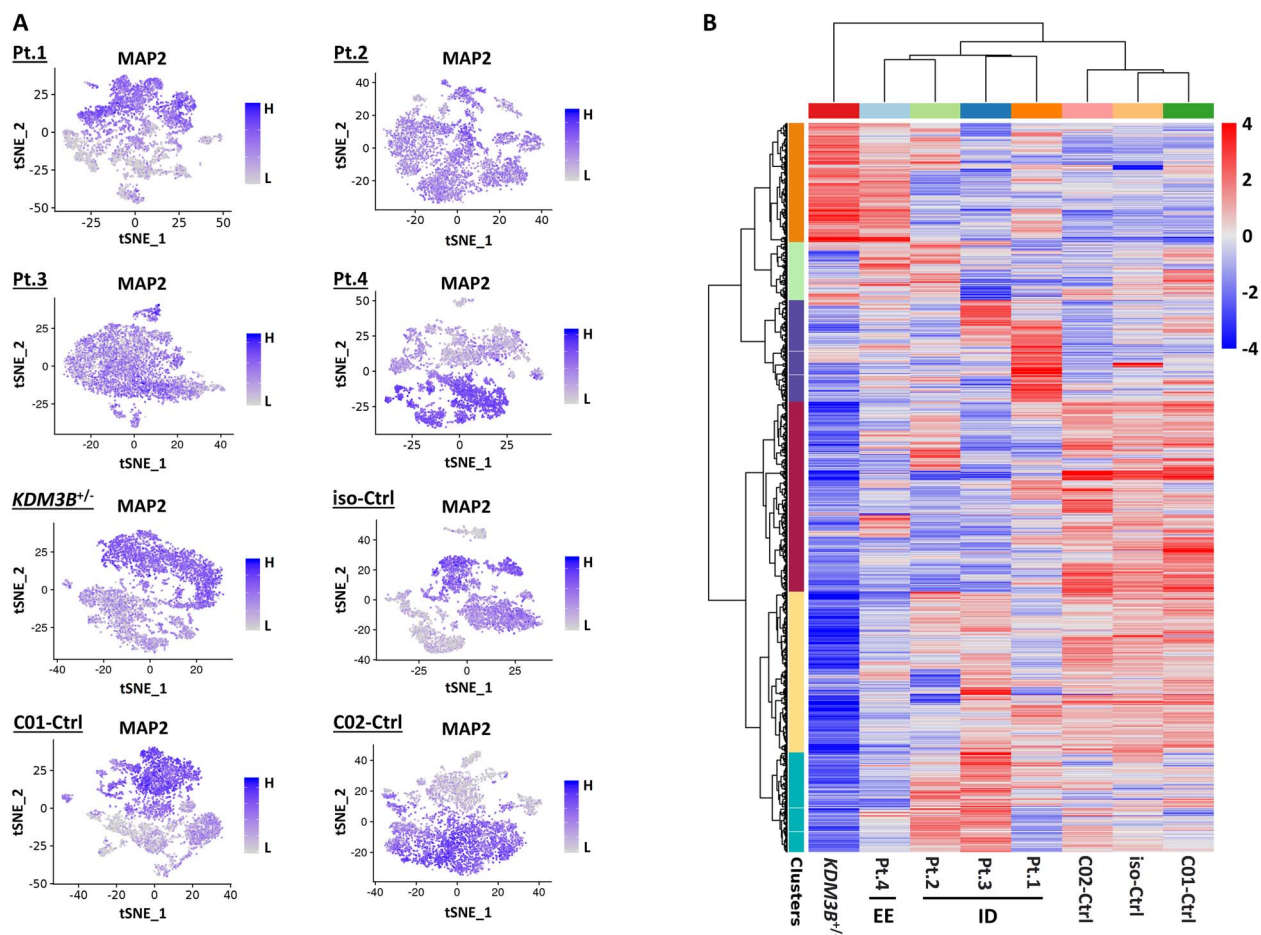 A
Pt.1
MAP2
25
0
-25
-50
-25
0
25
50
tSNE_2
tSNE_1
H
L
Pt.2
MAP2
40
20
0
-20
-40
-20
0
20
40
tSNE_2
tSNE_1
H
L
Pt.3
MAP2
25
0
-25
-20
0
20
40
tSNE_2
tSNE_1
H
L
Pt.4
MAP2
50
25
0
-25
-25
0
25
tSNE_2
tSNE_1
H
L
KDM3B+/-
MAP2
25
0
-25
-40
-20
0
20
tSNE_2
tSNE_1
H
L
iso-Ctrl
MAP2
40
20
0
-20
-40
-25
0
25
tSNE_2
tSNE_1
H
L
C01-Ctrl
MAP2
25
0
-25
-50
-40
-20
0
20
40
tSNE_2
tSNE_1
H
L
C02-Ctrl
MAP2
40
20
0
-20
-40
-20
0
20
40
tSNE_2
tSNE_1
H
L
B
4
2
0
-2
-4
Clusters
KDM3B+/
Pt.4
Pt.2
Pt.3
Pt.1
C02-Ctrl
iso-Ctrl
C01-Ctrl
EE
ID